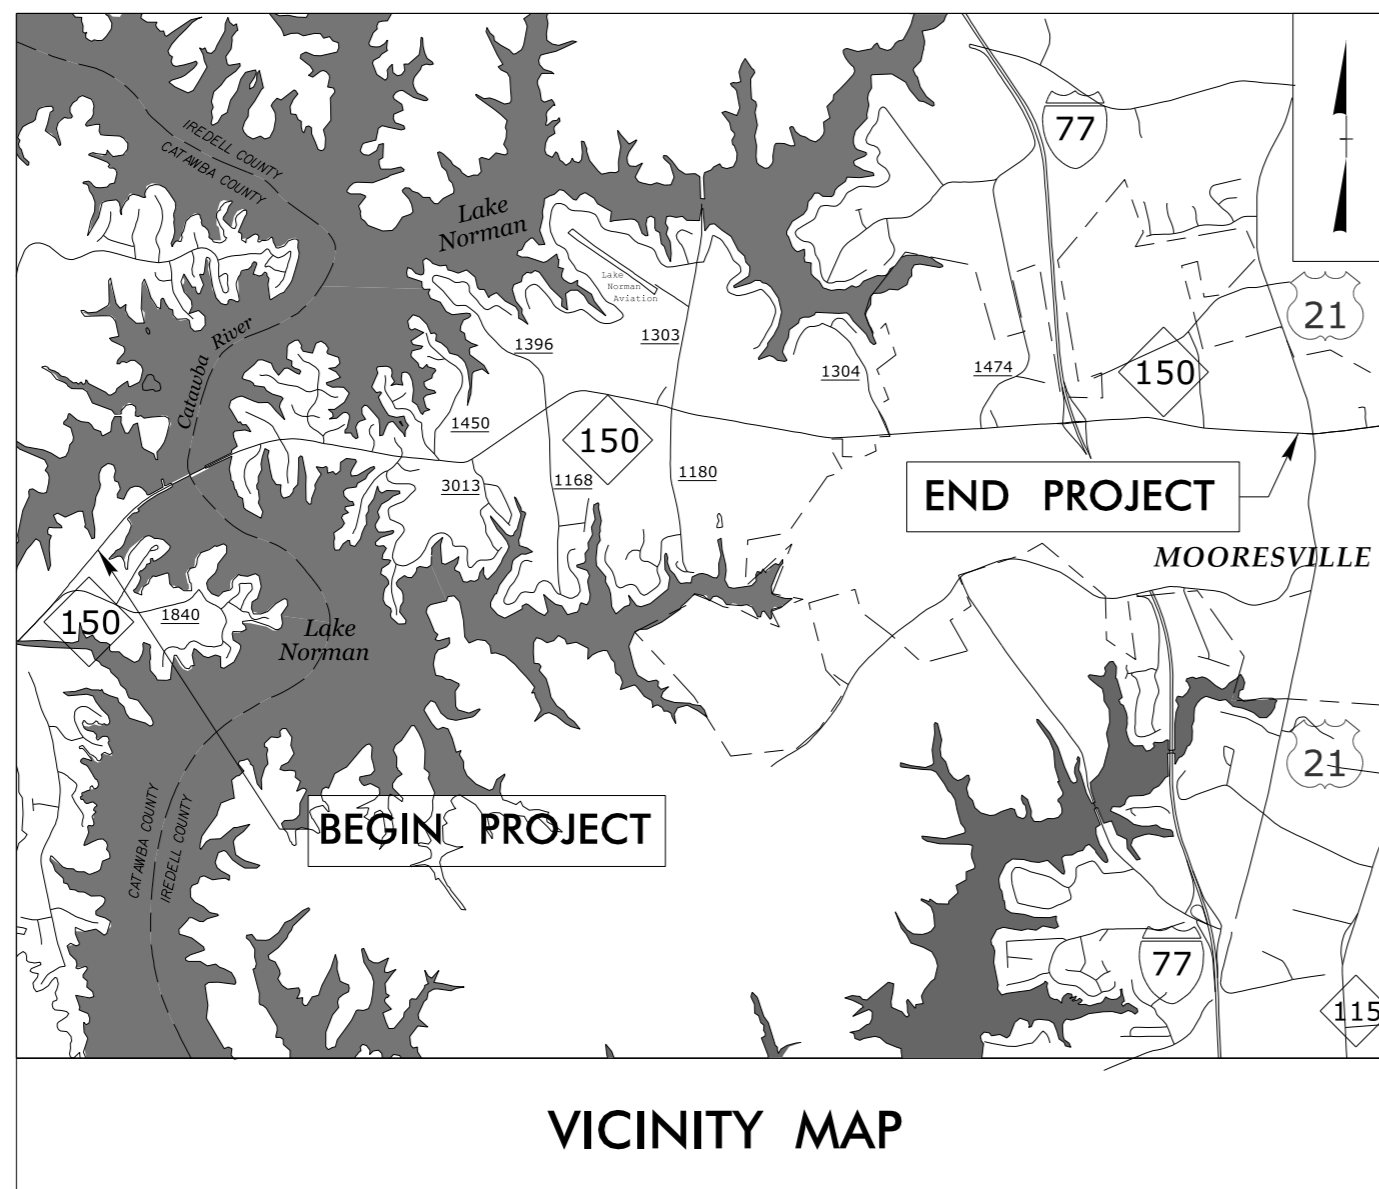 77
IREDELL COUNTY
CATAWBA COUNTY
Lake
Norman
Lake
Norman
Aviation
21
Catawba River
1396
1303
1304
1474
150
1450
150
3013
1168
1180
END PROJECT
MOORESVILLE
150
1840
Lake
Norman
21
CATAWBA COUNTY
IREDELL COUNTY
BEGIN PROJECT
77
115
VICINITY MAP